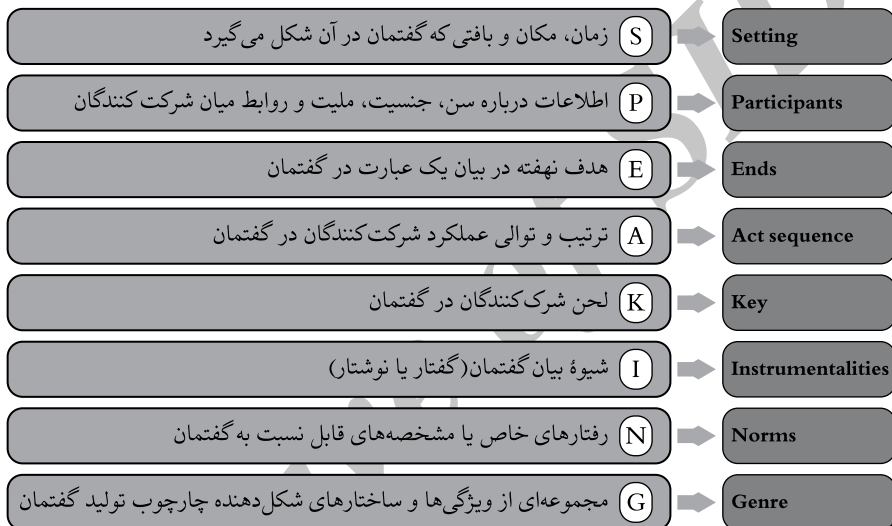 زمان، مکان و بافتی که گفتمان در آن شکل می‌گیرد S Setting
اطلاعات درباره سن، جنسیت، ملیت و روابط میان شرکت کنندگان P Participants
هدف نهفته در بیان یک عبارت در گفتمان E Ends
ترتیب و توالی عملکرد شرکت‌کنندگان در گفتمان A Act sequence
لحن شرک‌کنندگان در گفتمان K Key
شیوۀ بیان گفتمان(گفتار یا نوشتار) I Instrumentalities
رفتارهای خاص یا مشخصه‌های قابل نسبت به گفتمان N Norms
مجموعه‌ای از ویژگی‌ها و ساختارهای شکل‌دهنده چارچوب تولید گفتمان G Genre